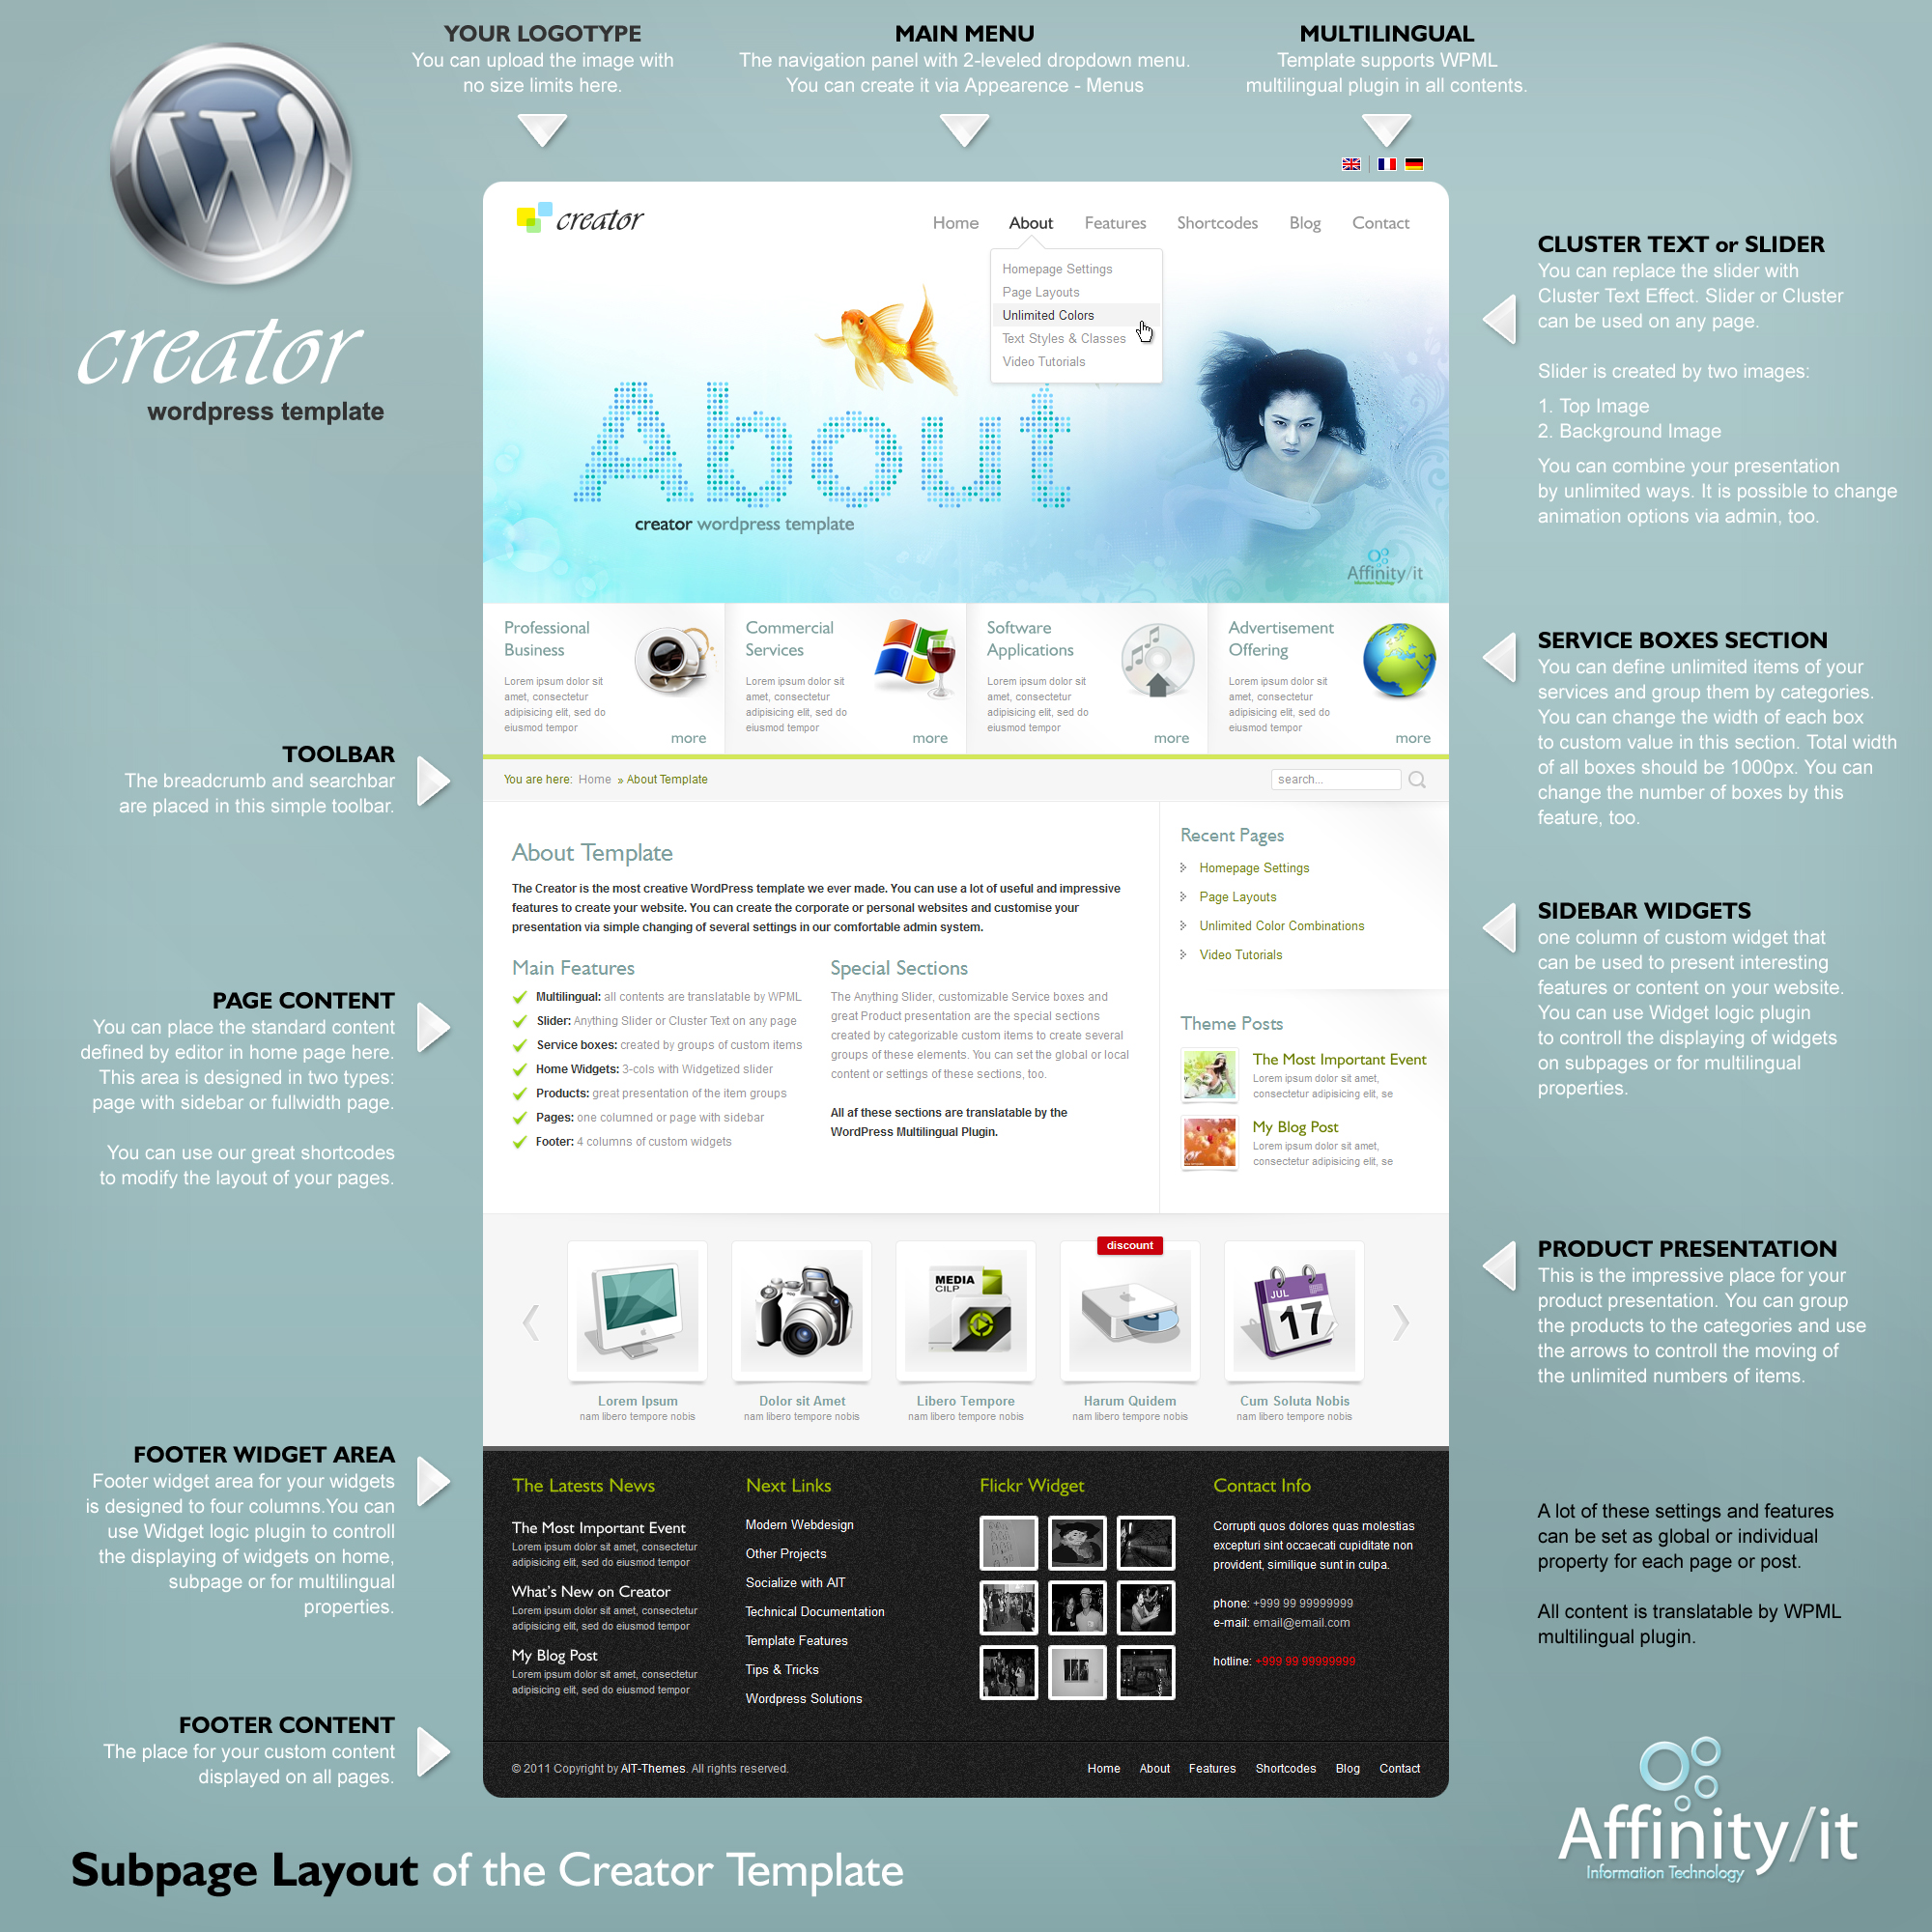 YOUR LOGOTYPE
You can upload the image with
no size limits here.
MAIN MENU
The navigation panel with 2-leveled dropdown menu.
You can create it via Appearence - Menus
MULTILINGUAL
Template supports WPML
multilingual plugin in all contents.
W
creator
wordpress template
creator
Home About Features Shortcodes Blog Contact
Homepage Settings
Page Layouts
Unlimited Colors
Text Styles & Classes
Video Tutorials
About
creator wordpress template
Affinity/it
Information Technology
CLUSTER TEXT or SLIDER
You can replace the slider with
Cluster Text Effect. Slider or Cluster
can be used on any page.
Slider is created by two images:
1. Top Image
2. Background Image
You can combine your presentation
by unlimited ways. It is possible to change
animation options via admin, too.
Professional
Business
Lorem ipsum dolor sit
amet, consectetur
adipisicing elit, sed do
eiusmod tempor
more
Commercial
Services
Lorem ipsum dolor sit
amet, consectetur
adipisicing elit, sed do
eiusmod tempor
more
Software
Applications
Lorem ipsum dolor sit
amet, consectetur
adipisicing elit, sed do
eiusmod tempor
more
Advertisement
Offering
Lorem ipsum dolor sit
amet, consectetur
adipisicing elit, sed do
eiusmod tempor
more
SERVICE BOXES SECTION
You can define unlimited items of your
services and group them by categories.
You can change the width of each box
to custom value in this section. Total width
of all boxes should be 1000px. You can
change the number of boxes by this
feature, too.
TOOLBAR
The breadcrumb and searchbar
are placed in this simple toolbar.
You are here: Home » About Template
search...
About Template
The Creator is the most creative WordPress template we ever made. You can use a lot of useful and impressive
features to create your website. You can create the corporate or personal websites and customise your
presentation via simple changing of several settings in our comfortable admin system.
Main Features
Multilingual: all contents are translatable by WPML
Slider: Anything Slider or Cluster Text on any page
Service boxes: created by groups of custom items
Home Widgets: 3-cols with Widgetized slider
Products: great presentation of the item groups
Pages: one columned or page with sidebar
Footer: 4 columns of custom widgets
Special Sections
The Anything Slider, customizable Service boxes and
great Product presentation are the special sections
created by categorizable custom items to create several
groups of these elements. You can set the global or local
content or settings of these sections, too.
All af these sections are translatable by the
WordPress Multilingual Plugin.
Recent Pages
Homepage Settings
Page Layouts
Unlimited Color Combinations
Video Tutorials
Theme Posts
The Most Important Event
Lorem ipsum dolor sit amet,
consectetur adipisicing elit, se
My Blog Post
Lorem ipsum dolor sit amet,
consectetur adipisicing elit, se
SIDEBAR WIDGETS
one column of custom widget that
can be used to present interesting
features or content on your website.
You can use Widget logic plugin
to controll the displaying of widgets
on subpages or for multilingual
properties.
PAGE CONTENT
You can place the standard content
defined by editor in home page here.
This area is designed in two types:
page with sidebar or fullwidth page.
You can use our great shortcodes
to modify the layout of your pages.
discount
MEDIA
CILP
JUL
17
Lorem Ipsum
nam libero tempore nobis
Dolor sit Amet
nam libero tempore nobis
Libero Tempore
nam libero tempore nobis
Harum Quidem
nam libero tempore nobis
Cum Soluta Nobis
nam libero tempore nobis
PRODUCT PRESENTATION
This is the impressive place for your
product presentation. You can group
the products to the categories and use
the arrows to controll the moving of
the unlimited numbers of items.
FOOTER WIDGET AREA
Footer widget area for your widgets
is designed to four columns.You can
use Widget logic plugin to controll
the displaying of widgets on home,
subpage or for multilingual
properties.
The Latests News
The Most Important Event
Lorem ipsum dolor sit amet, consectetur
adipisicing elit, sed do eiusmod tempor
What's New on Creator
Lorem ipsum dolor sit amet, consectetur
adipisicing elit, sed do eiusmod tempor
My Blog Post
Lorem ipsum dolor sit amet, consectetur
adipisicing elit, sed do eiusmod tempor
Next Links
Modern Webdesign
Other Projects
Socialize with AIT
Technical Documentation
Template Features
Tips & Tricks
Wordpress Solutions
Flickr Widget
Contact Info
Corrupti quos dolores quas molestias
excepturi sint occaecati cupiditate non
provident, similique sunt in culpa.
phone: +999 99 99999999
e-mail: email@email.com
hotline: +999 99 99999999
A lot of these settings and features
can be set as global or individual
property for each page or post.
All content is translatable by WPML
multilingual plugin.
FOOTER CONTENT
The place for your custom content
displayed on all pages.
© 2011 Copyright by AIT-Themes. All rights reserved.
Home About Features Shortcodes Blog Contact
Subpage Layout of the Creator Template
Affinity/it
Information Technology